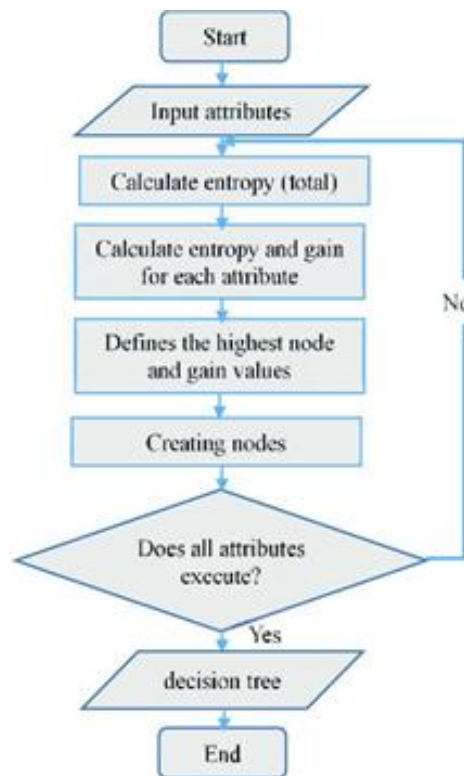 Start
Input attributes
Calculate entropy (total)
Calculate entropy and gain
for each attribute
No
Defines the highest node
and gain values
Creating nodes
Does all attributes
execute?
Yes
decision tree
End